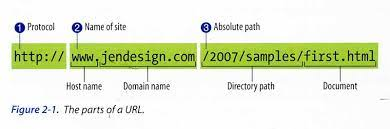 1 Protocol 2 Name of site 3 Absolute path
http:// www.jendesign.com /2007/samples/first.html
Host name Domain name Directory path Document
Figure 2-1. The parts of a URL.